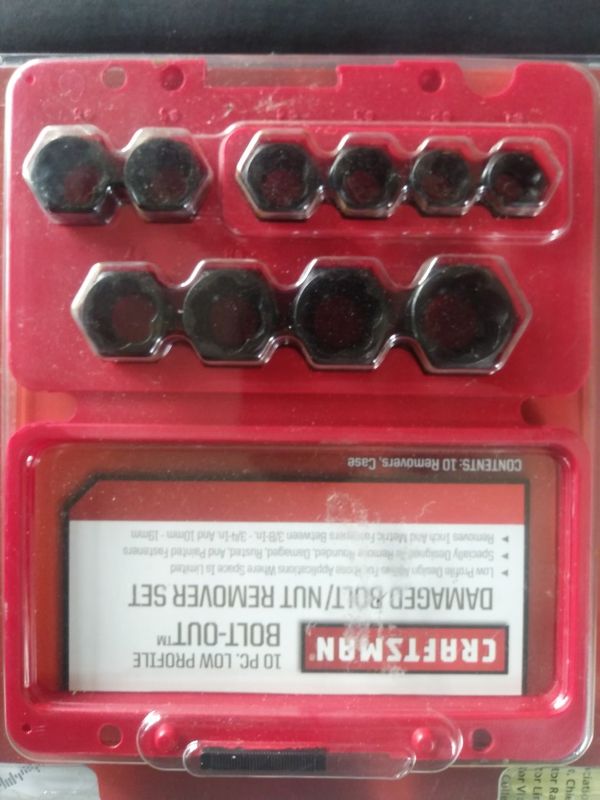 CRAFTSMAN®
10 PC. LOW PROFILE
BOLT-OUT™
DAMAGED BOLT/NUT REMOVER SET
Low Profile Design Allows For Those Applications Where Space Is Limited
Specially Designed To Remove Rounded, Damaged, Rusted, And Painted Fasteners
Removes Inch And Metric Fasteners Between 3/8-In. - 3/4-In. And 10mm - 19mm
CONTENTS: 10 Removers, Case